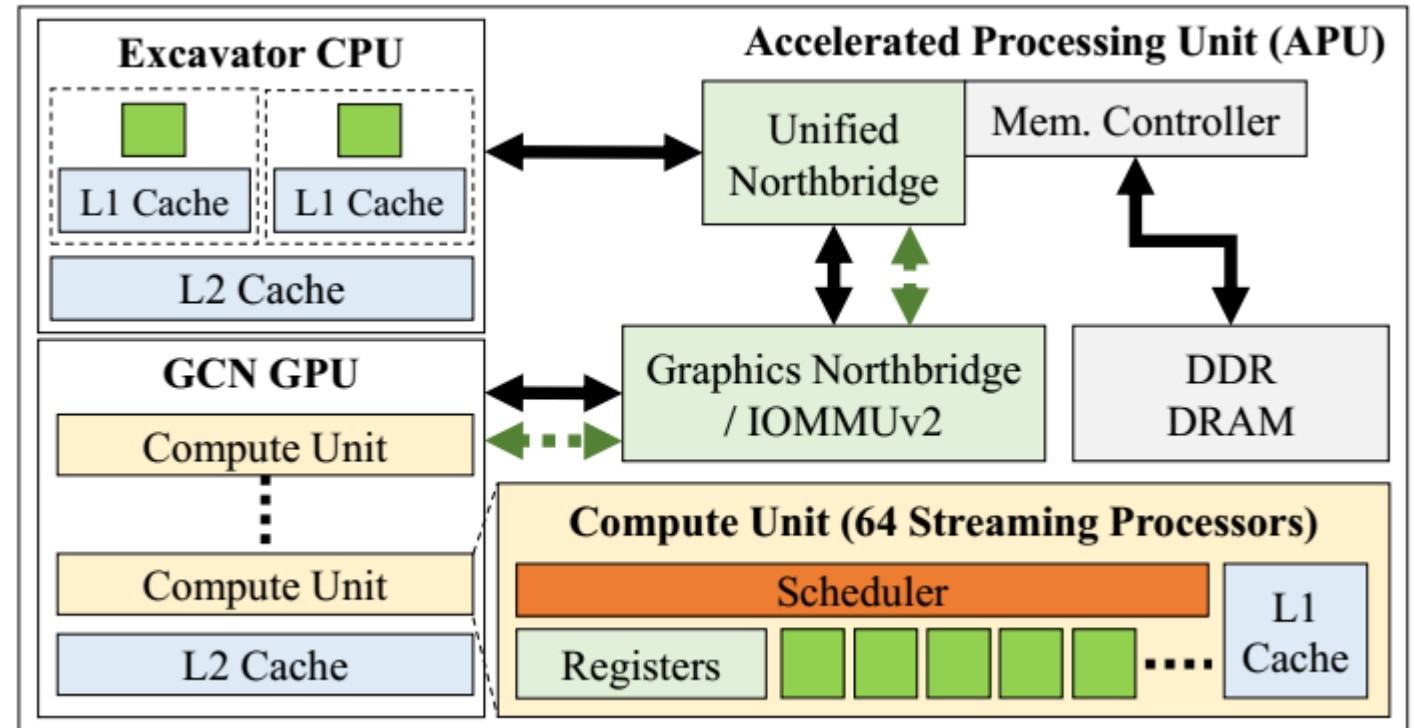 Excavator CPU
L1 Cache
L1 Cache
L2 Cache
Accelerated Processing Unit (APU)
Unified
Northbridge
Mem. Controller
GCN GPU
Compute Unit
Compute Unit
L2 Cache
Graphics Northbridge
/ IOMMUv2
DDR
DRAM
Compute Unit (64 Streaming Processors)
Scheduler
Registers
L1
Cache